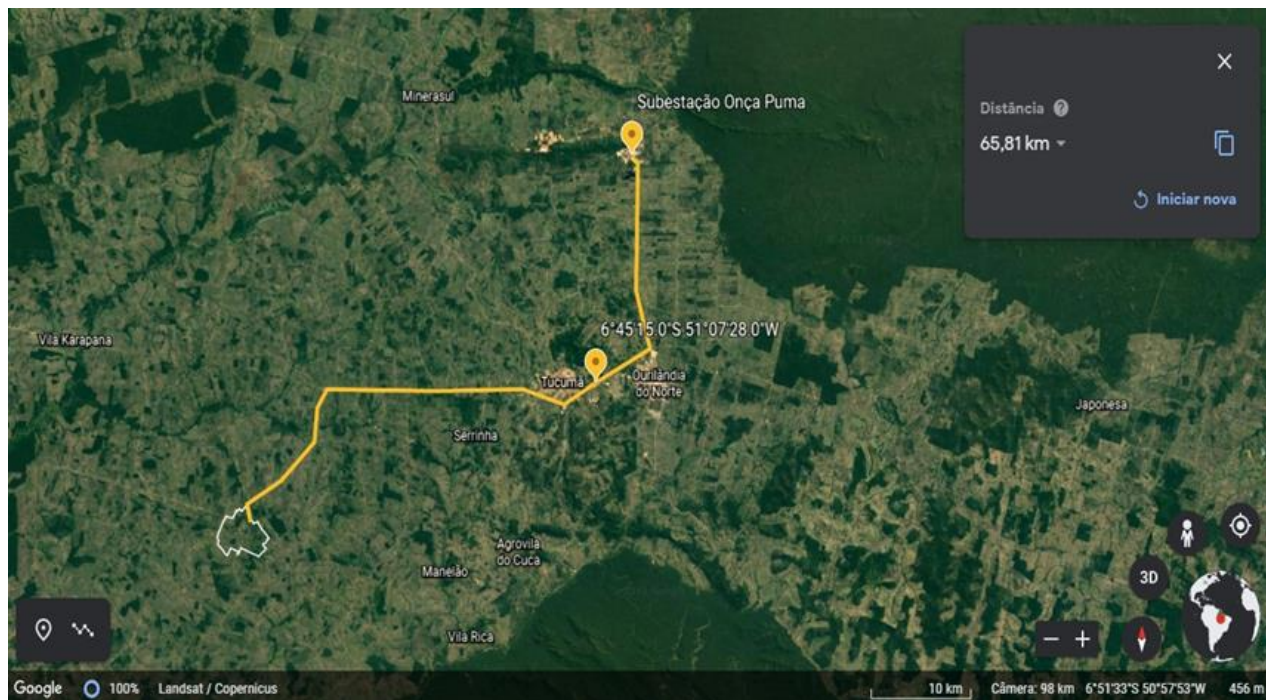 Minerasul
Subestação Onça Puma
Distância ?
65,81 km
Iniciar nova
6°45'15.0"S 51°07'28.0"W
Vila Karapana
Tucumã
Ourilândia
do Norte
Japonesa
Serrinha
Agrovila
do Cuca
Vila Rica
3D
Google
100%
Landsat / Copernicus
10 km
Câmera: 98 km
6°51'33"S 50°57'53"W
456 m